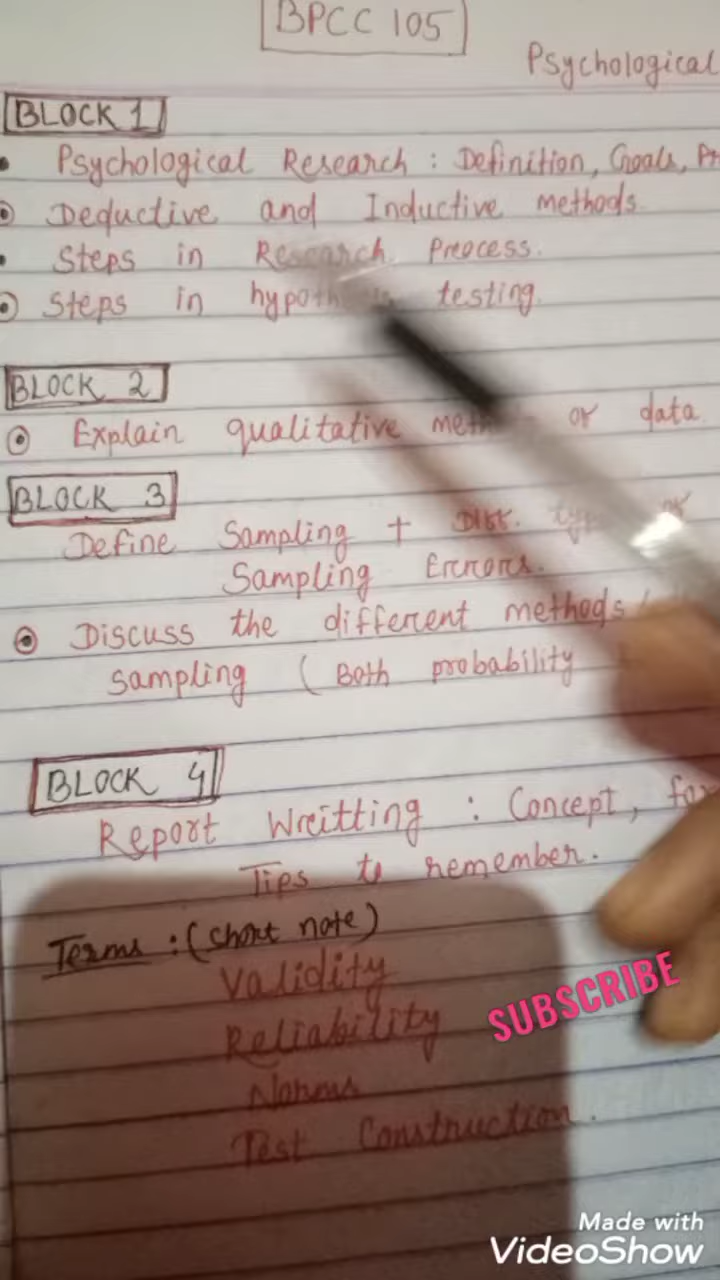 BPCC 105
Psychological
BLOCK 1
Psychological Research : Definition, Goals,
Deductive and Inductive methods.
Steps in Research Process.
Steps in testing.
BLOCK 2
Explain qualitative or data
BLOCK 3
Define Sampling +
Sampling Errors.
Discuss the different methods
Sampling ( Both probability
BLOCK 4
Report Writting : Concept,
Tips to remember.
Terms : (short note)
Validity
Reliability
SUBSCRIBE
Norms
Test Construction.
Made with
VideoShow